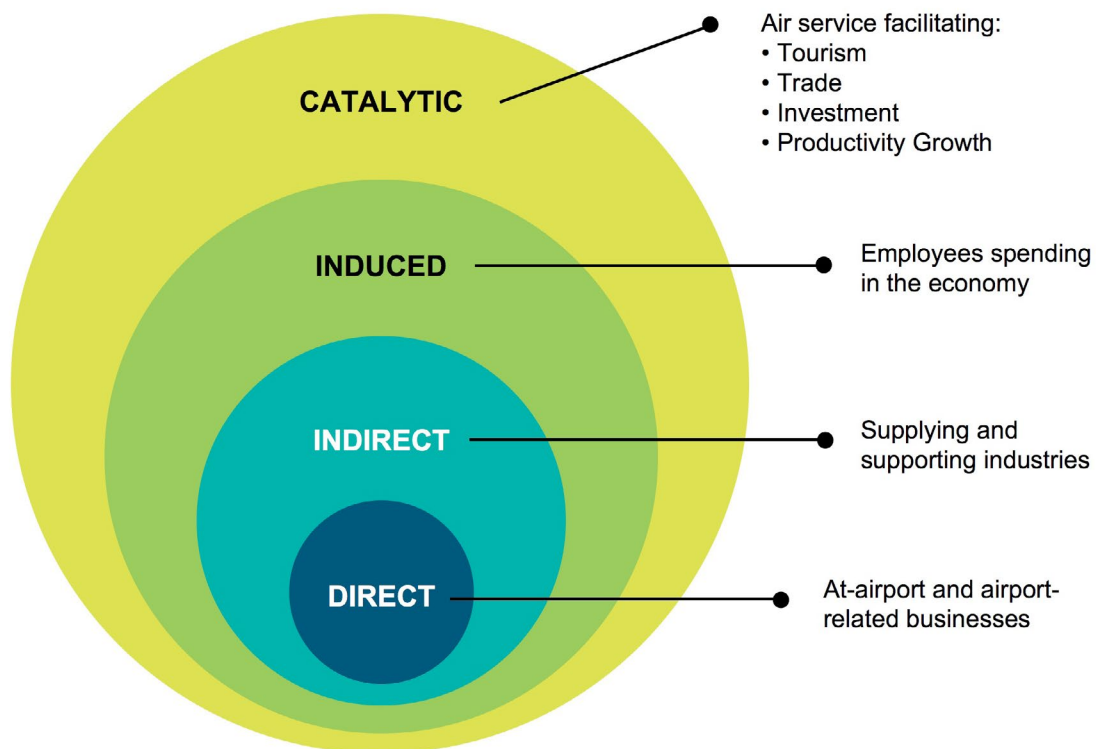 CATALYTIC
Air service facilitating:
• Tourism
• Trade
• Investment
• Productivity Growth
INDUCED
Employees spending
in the economy
INDIRECT
Supplying and
supporting industries
DIRECT
At-airport and airport-
related businesses